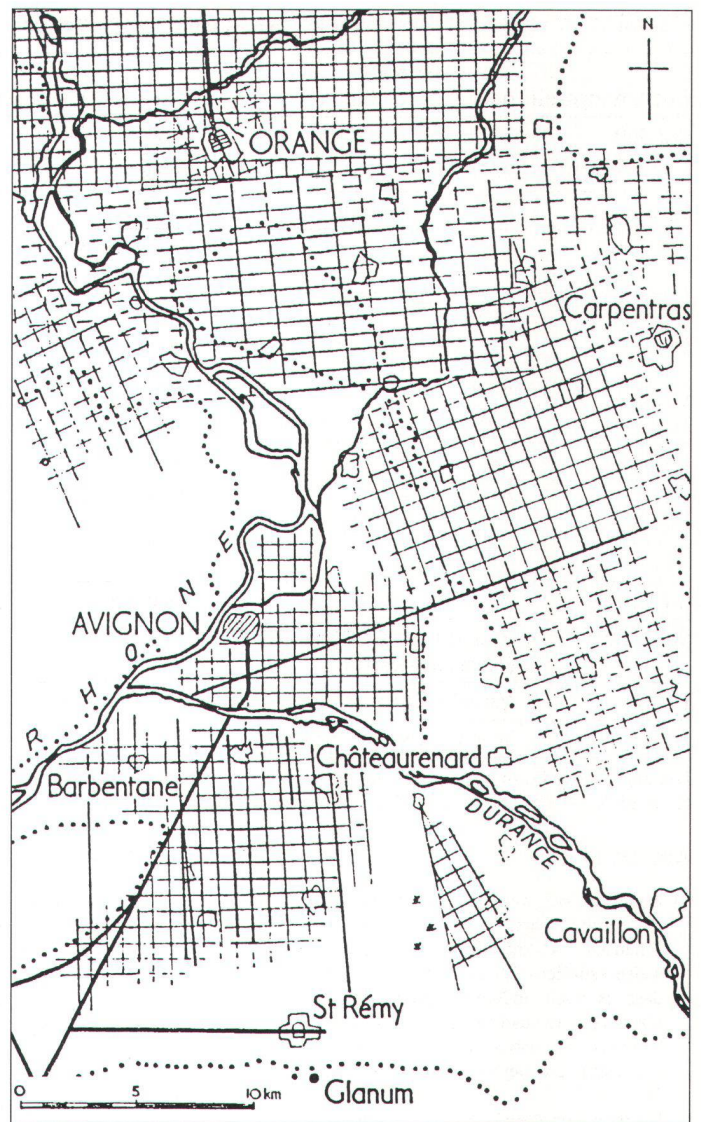 N
ORANGE
Carpentras
AVIGNON
RHONE
Châteaurenard
Barbentane
DURANCE
Cavaillon
St Rémy
0 5 10 km
Glanum